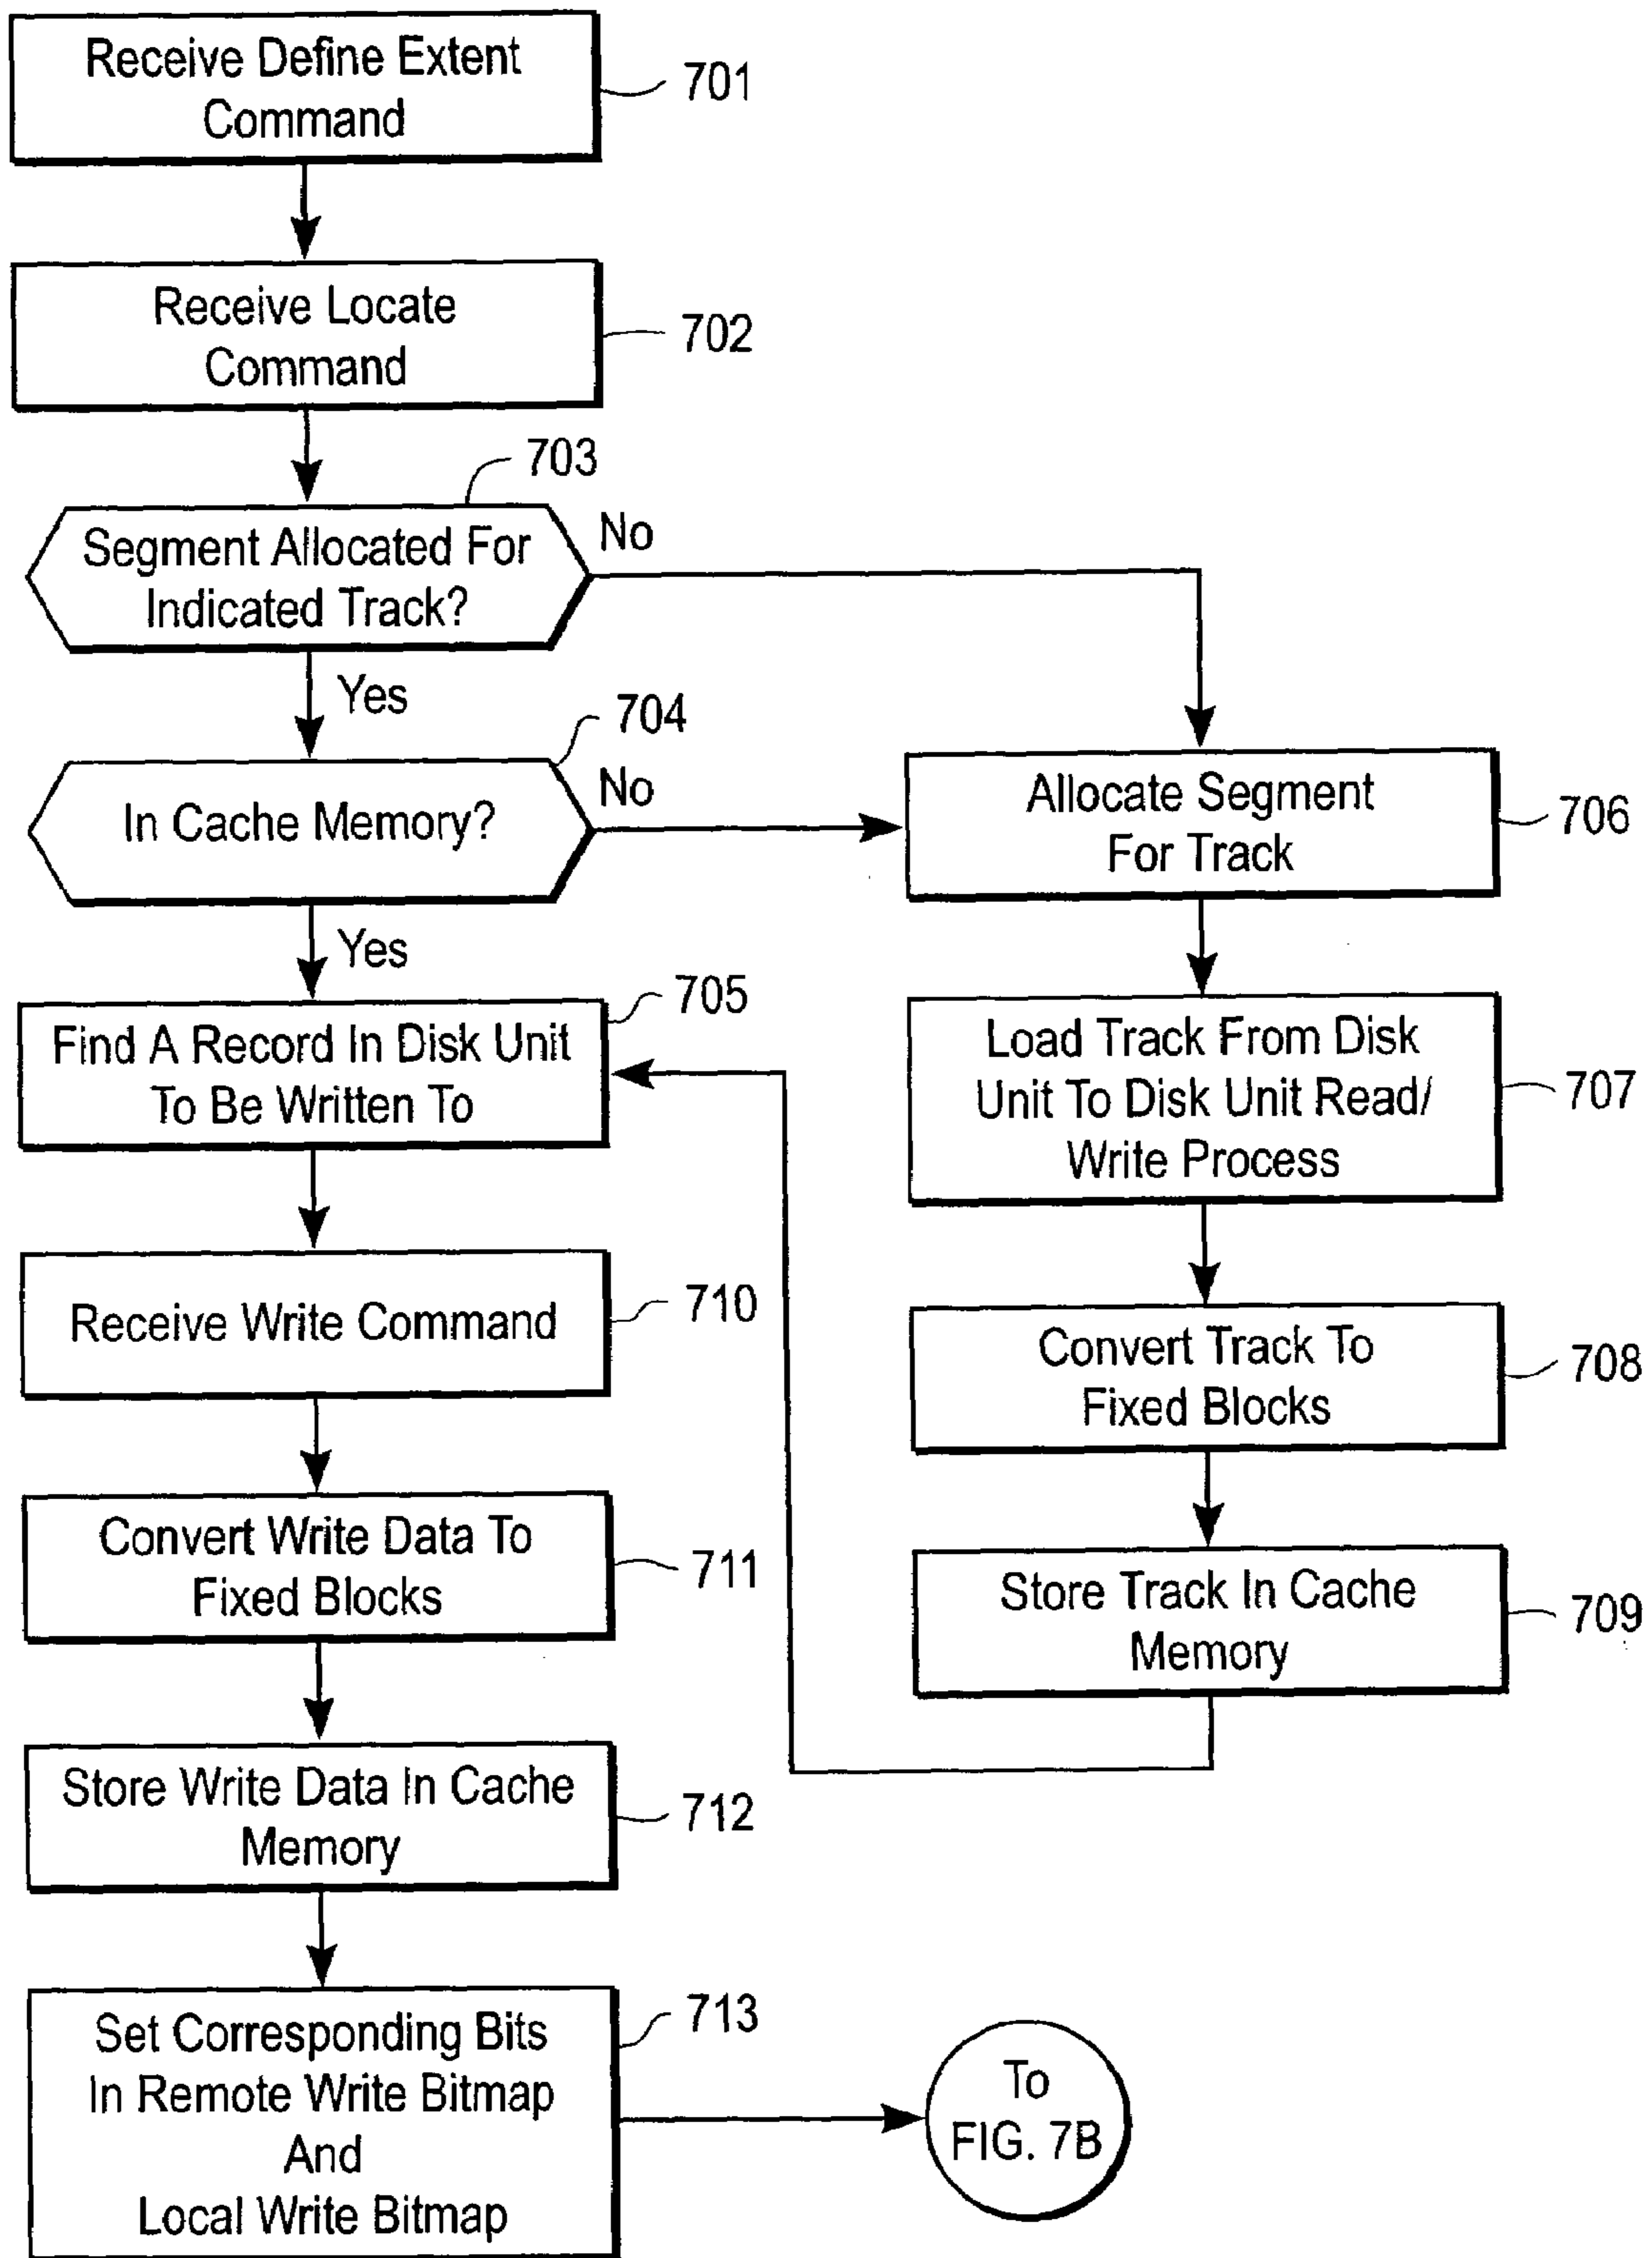 Receive Define Extent
Command
701
Receive Locate
Command
702
703
Segment Allocated For
Indicated Track?
No
Yes
704
In Cache Memory?
No
Yes
Allocate Segment
For Track
706
705
Find A Record In Disk Unit
To Be Written To
Load Track From Disk
Unit To Disk Unit Read/
Write Process
707
Receive Write Command
710
Convert Track To
Fixed Blocks
708
Convert Write Data To
Fixed Blocks
711
Store Track In Cache
Memory
709
Store Write Data In Cache
Memory
712
Set Corresponding Bits
In Remote Write Bitmap
And
Local Write Bitmap
713
To
FIG. 7B